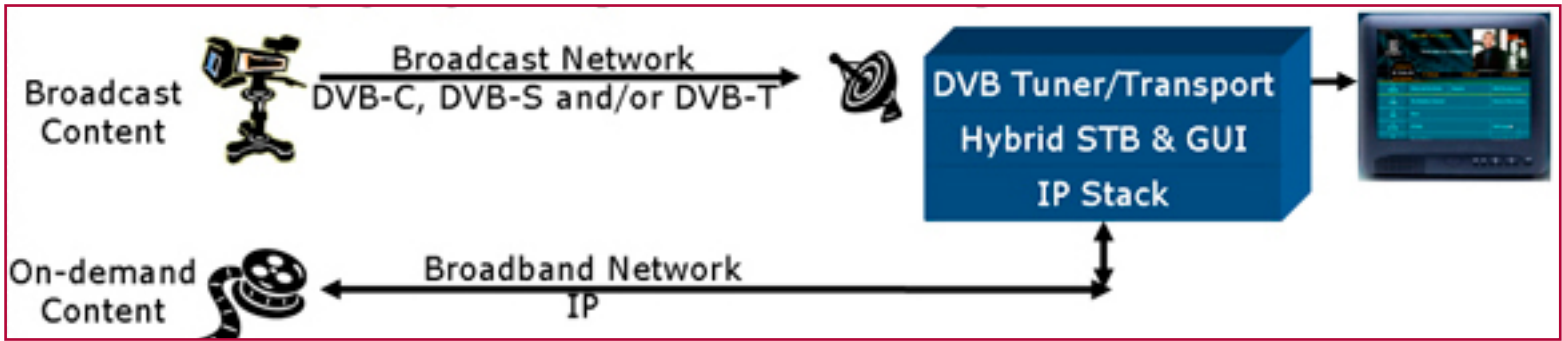 Broadcast
Content
Broadcast Network
DVB-C, DVB-S and/or DVB-T
DVB Tuner/Transport
Hybrid STB & GUI
IP Stack
On-demand
Content
Broadband Network
IP